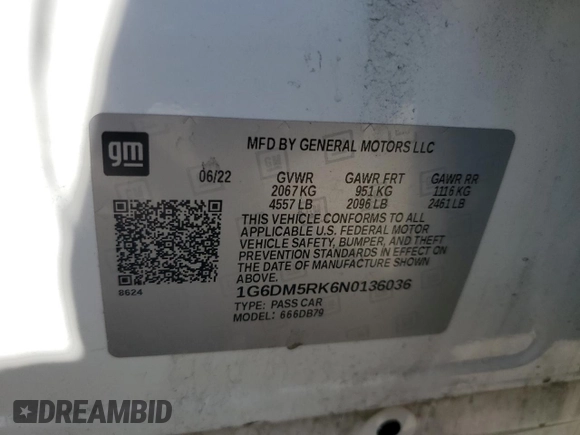 gm
MFD BY GENERAL MOTORS LLC
06/22 GVWR GAWR FRT GAWR RR
2067 KG 951 KG 1116 KG
4557 LB 2096 LB 2461 LB
THIS VEHICLE CONFORMS TO ALL
APPLICABLE U.S. FEDERAL MOTOR
VEHICLE SAFETY, BUMPER, AND THEFT
PREVENTION STANDARDS IN EFFECT ON
THE DATE OF MANUFACTURE SHOWN ABOVE.
8624
1G6DM5RK6N0136036
TYPE: PASS CAR
MODEL: 666DB79
DREAMBID